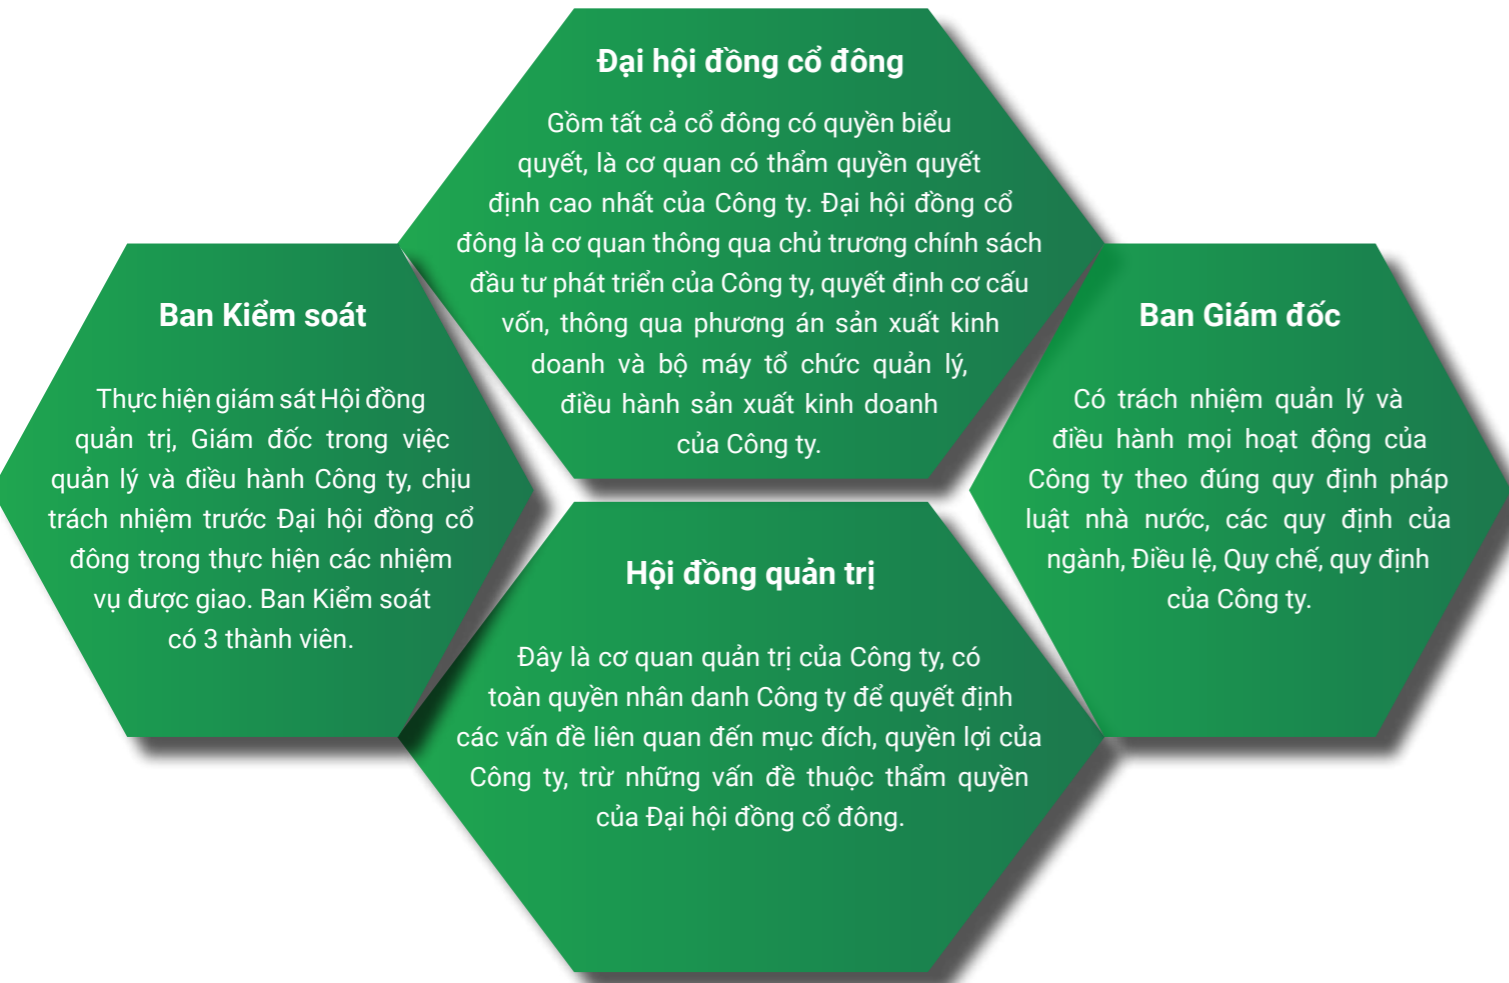 Đại hội đồng cổ đông
Gồm tất cả cổ đông có quyền biểu
quyết, là cơ quan có thẩm quyền quyết
định cao nhất của Công ty. Đại hội đồng cổ
đông là cơ quan thông qua chủ trương chính sách
đầu tư phát triển của Công ty, quyết định cơ cấu
vốn, thông qua phương án sản xuất kinh
doanh và bộ máy tổ chức quản lý,
điều hành sản xuất kinh doanh
của Công ty.
Ban Kiểm soát
Thực hiện giám sát Hội đồng
quản trị, Giám đốc trong việc
quản lý và điều hành Công ty, chịu
trách nhiệm trước Đại hội đồng cổ
đông trong thực hiện các nhiệm
vụ được giao. Ban Kiểm soát
có 3 thành viên.
Ban Giám đốc
Có trách nhiệm quản lý và
điều hành mọi hoạt động của
Công ty theo đúng quy định pháp
luật nhà nước, các quy định của
ngành, Điều lệ, Quy chế, quy định
của Công ty.
Hội đồng quản trị
Đây là cơ quan quản trị của Công ty, có
toàn quyền nhân danh Công ty để quyết định
các vấn đề liên quan đến mục đích, quyền lợi của
Công ty, trừ những vấn đề thuộc thẩm quyền
của Đại hội đồng cổ đông.